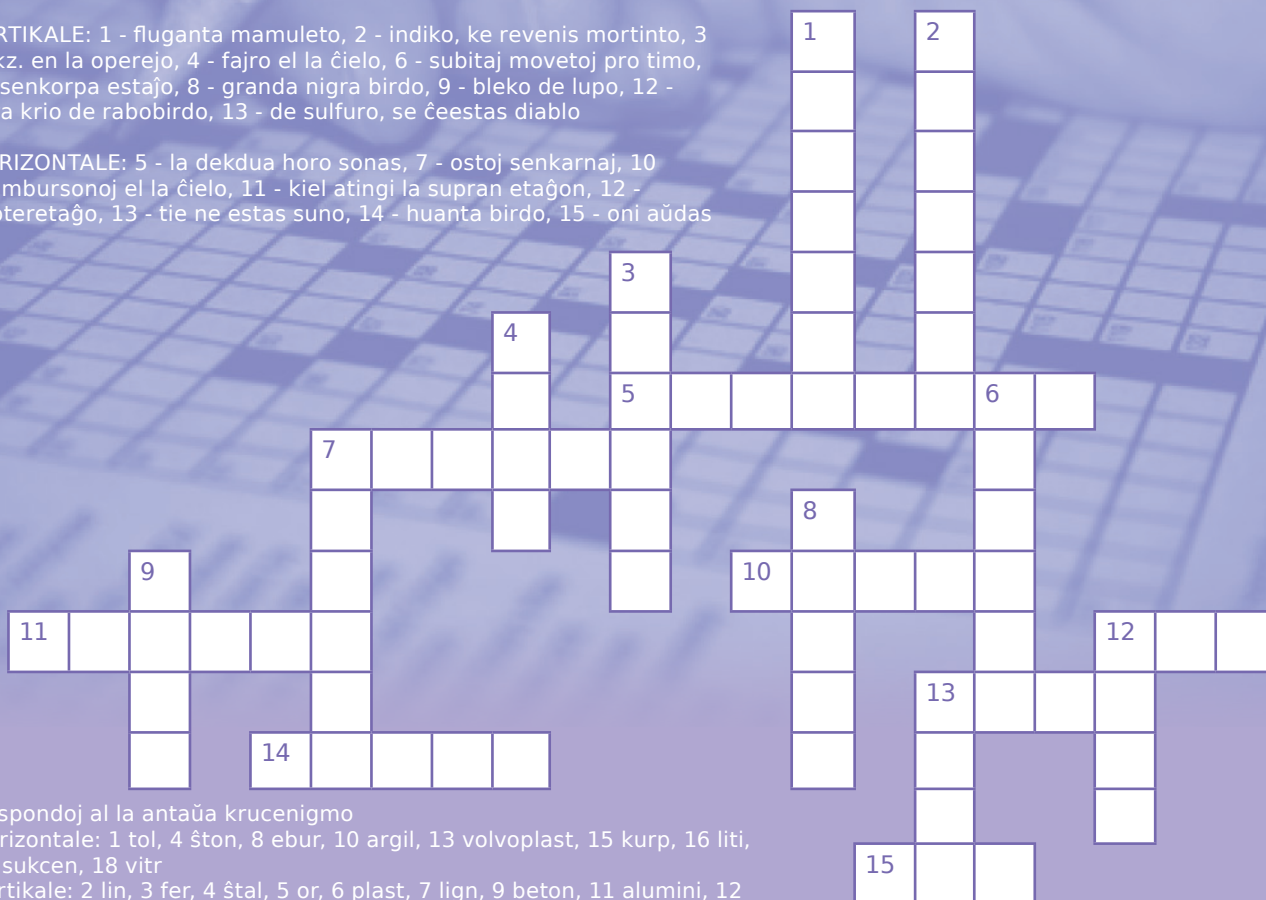 RTIKALE: 1 - fluganta mamuleto, 2 - indiko, ke revenis mortinto, 3
kz. en la operejo, 4 - fajro el la ĉielo, 6 - subitaj movetoj pro timo,
senkorpa estaĵo, 8 - granda nigra birdo, 9 - bleko de lupo, 12 -
a krio de rabobirdo, 13 - de sulfuro, se ĉeestas diablo
RIZONTALE: 5 - la dekdua horo sonas, 7 - ostoj senkarnaj, 10
mbursonoj el la ĉielo, 11 - kiel atingi la supran etaĝon, 12 -
oteretaĝo, 13 - tie ne estas suno, 14 - huanta birdo, 15 - oni aŭdas
1 2
3
4
5 6
7
8
9 10
11 12
13
14
15
spondoj al la antaŭa krucenigmo
rizontale: 1 tol, 4 ŝton, 8 ebur, 10 argil, 13 volvoplast, 15 kurp, 16 liti,
sukcen, 18 vitr
rtikale: 2 lin, 3 fer, 4 ŝtal, 5 or, 6 plast, 7 lign, 9 beton, 11 alumini, 12